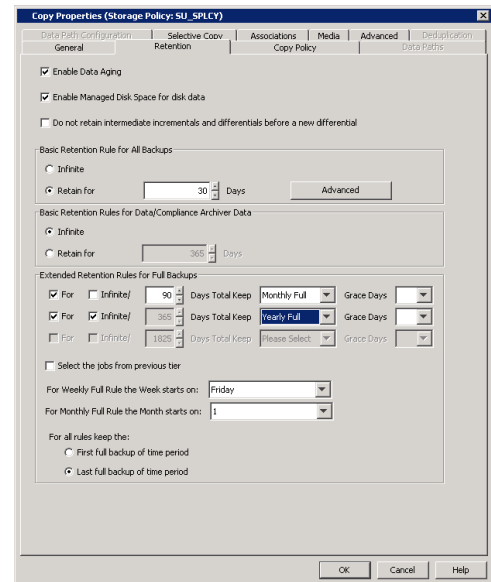 Copy Properties (Storage Policy: SU_SPLCY)
Data Path Configuration Selective Copy Associations Media Advanced Deduplication
General Retention Copy Policy Data Paths
Enable Data Aging
Enable Managed Disk Space for disk data
Do not retain intermediate incrementals and differentials before a new differential
Basic Retention Rule for All Backups
Infinite
Retain for 30 Days Advanced
Basic Retention Rules for Data/Compliance Archiver Data
Infinite
Retain for 365 Days
Extended Retention Rules for Full Backups
For Infinite/ 90 Days Total Keep Monthly Full Grace Days
For Infinite/ 365 Days Total Keep Yearly Full Grace Days
For Infinite/ 1825 Days Total Keep Please Select Grace Days
Select the jobs from previous tier
For Weekly Full Rule the Week starts on: Friday
For Monthly Full Rule the Month starts on: 1
For all rules keep the:
First full backup of time period
Last full backup of time period
OK Cancel Help